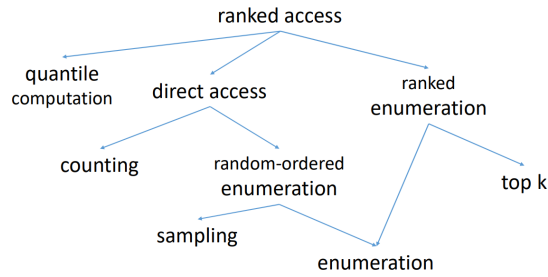 ranked access
quantile
computation
direct access
ranked
enumeration
counting
random-ordered
enumeration
top k
sampling
enumeration